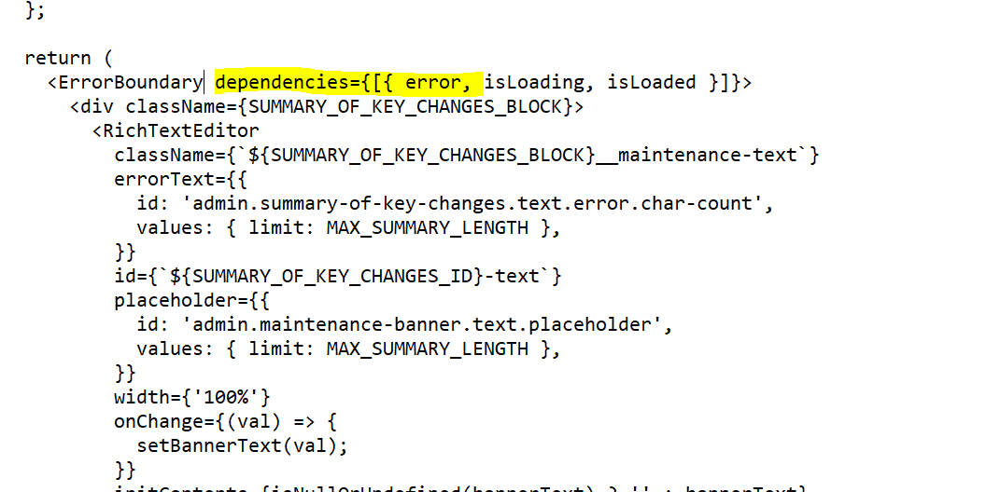 };
return (
<ErrorBoundary dependencies={[{ error, isLoading, isLoaded }]}>
<div className={SUMMARY_OF_KEY_CHANGES_BLOCK}>
<RichTextEditor
className={`${SUMMARY_OF_KEY_CHANGES_BLOCK}__maintenance-text`}
errorText={{
id: 'admin.summary-of-key-changes.text.error.char-count',
values: { limit: MAX_SUMMARY_LENGTH },
}}
id={`${SUMMARY_OF_KEY_CHANGES_ID}-text`}
placeholder={{
id: 'admin.maintenance-banner.text.placeholder',
values: { limit: MAX_SUMMARY_LENGTH },
}}
width={'100%'}
onChange={(val) => {
setBannerText(val);
}}
initContents={isNullOrUndefined(bannerText) ? '' : bannerText}